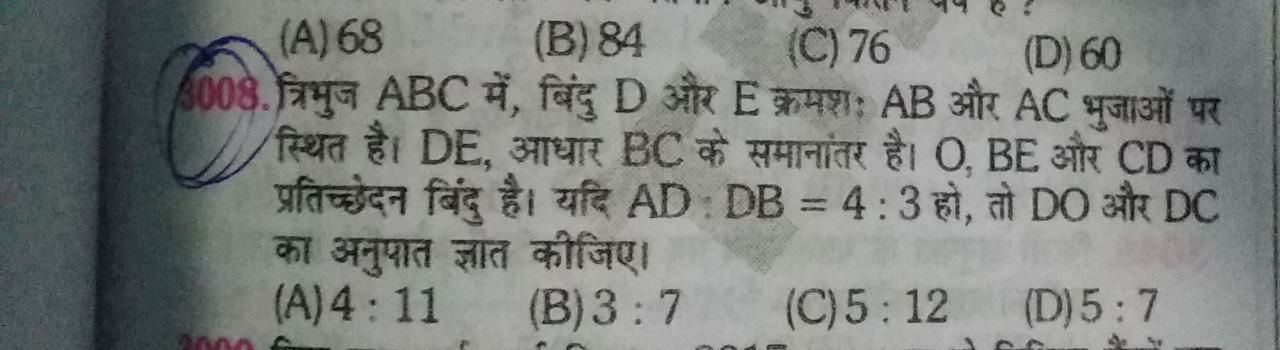 (A) 68 (B) 84 (C) 76 (D) 60
3008. त्रिभुज ABC में, बिंदु D और E क्रमशः AB और AC भुजाओं पर
स्थित है। DE, आधार BC के समानांतर है। O, BE और CD का
प्रतिच्छेदन बिंदु है। यदि AD : DB = 4 : 3 हो, तो DO और DC
का अनुपात ज्ञात कीजिए।
(A) 4 : 11 (B) 3 : 7 (C) 5 : 12 (D) 5 : 7